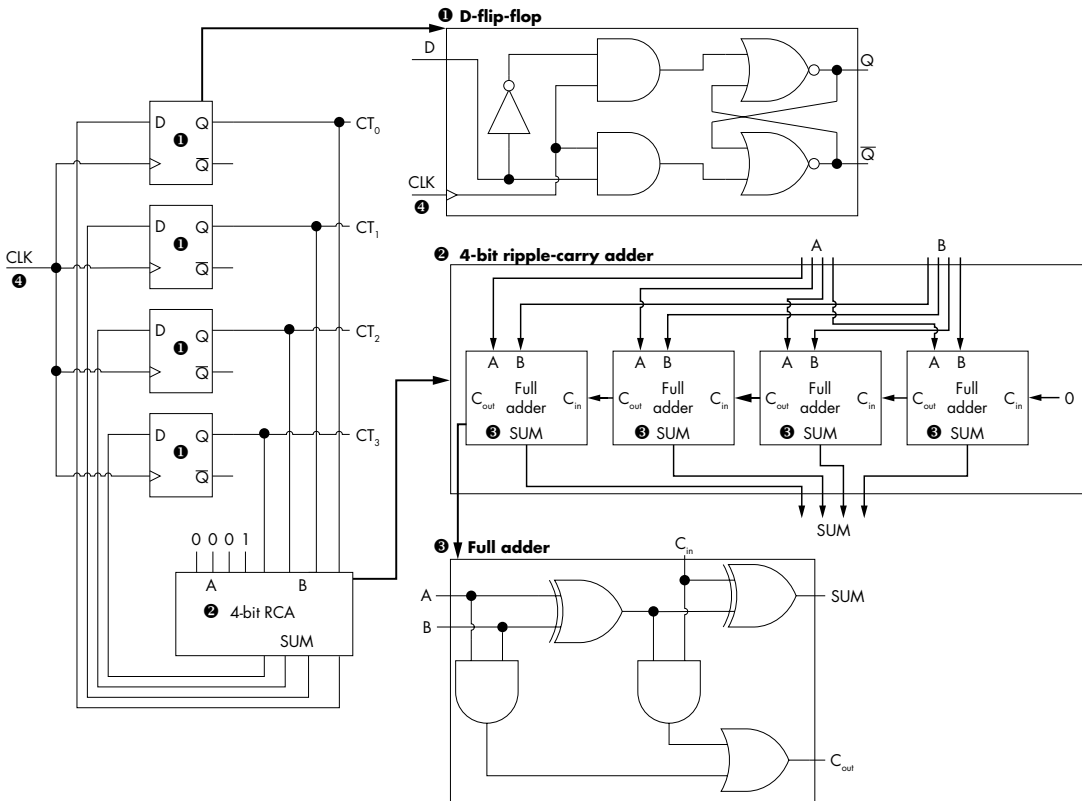 ❶ D-flip-flop
D
Q
Q̅
CLK
❹
D Q
❶
Q̅
CT₀
D Q
❶
Q̅
CT₁
CLK
❹
D Q
❶
Q̅
CT₂
D Q
❶
Q̅
CT₃
0 0 0 1
A B
❷ 4-bit RCA
SUM
❷ 4-bit ripple-carry adder
A B
A B
Cout Full adder Cin
❸ SUM
A B
Cout Full adder Cin
❸ SUM
A B
Cout Full adder Cin
❸ SUM
A B
Cout Full adder Cin
❸ SUM
0
SUM
❸ Full adder
Cin
A
B
SUM
Cout